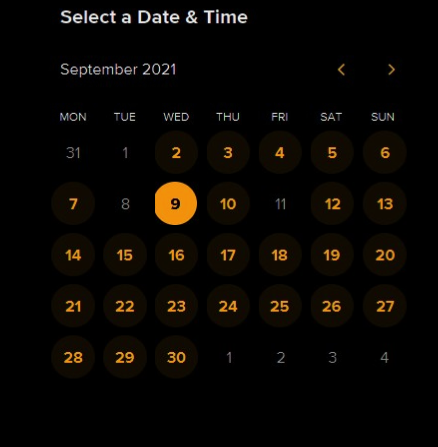 Select a Date & Time
September 2021
MON TUE WED THU FRI SAT SUN
31 1 2 3 4 5 6
7 8 9 10 11 12 13
14 15 16 17 18 19 20
21 22 23 24 25 26 27
28 29 30 1 2 3 4